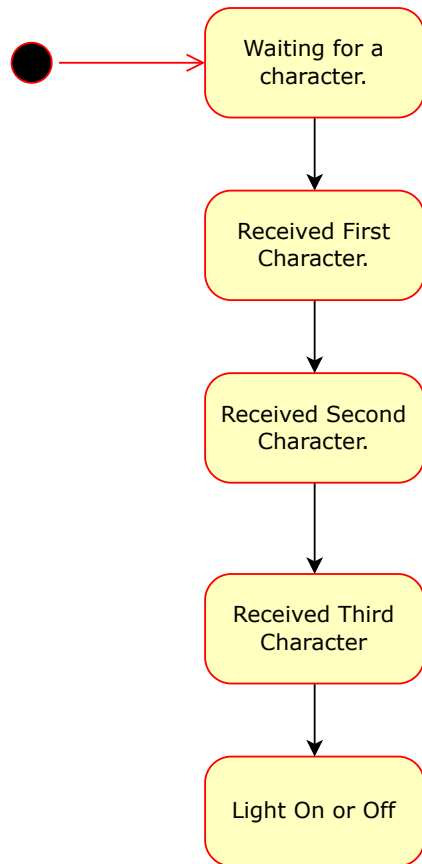 Waiting for a
character.
Received First
Character.
Received Second
Character.
Received Third
Character
Light On or Off